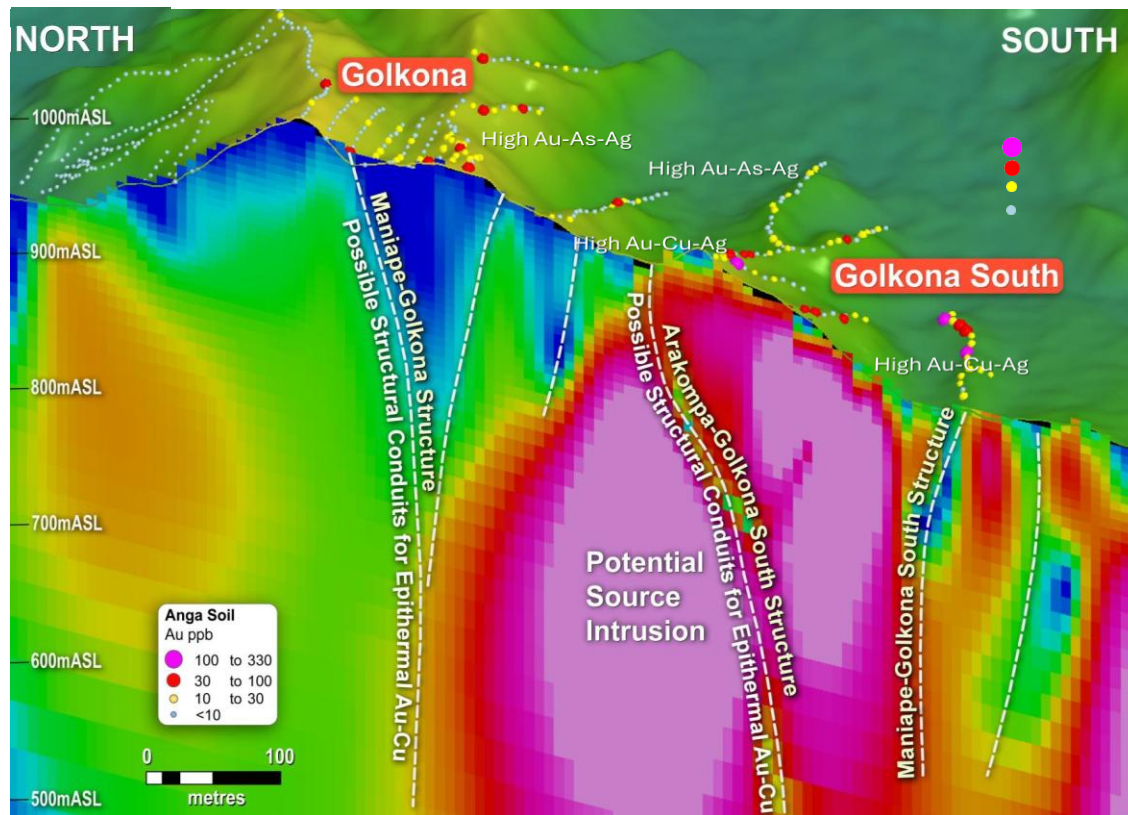 NORTH
SOUTH
Golkona
1000mASL
High Au-As-Ag
High Au-As-Ag
High Au-Cu-Ag
900mASL
Golkona South
Maniape-Golkona Structure
Possible Structural Conduits for Epithermal Au-Cu
Arakompa-Golkona South Structure
Possible Structural Conduits for Epithermal Au-Cu
High Au-Cu-Ag
800mASL
Maniape-Golkona South Structure
700mASL
Potential
Source
Intrusion
Anga Soil
Au ppb
100 to 330
30 to 100
10 to 30
<10
600mASL
0 100
metres
500mASL